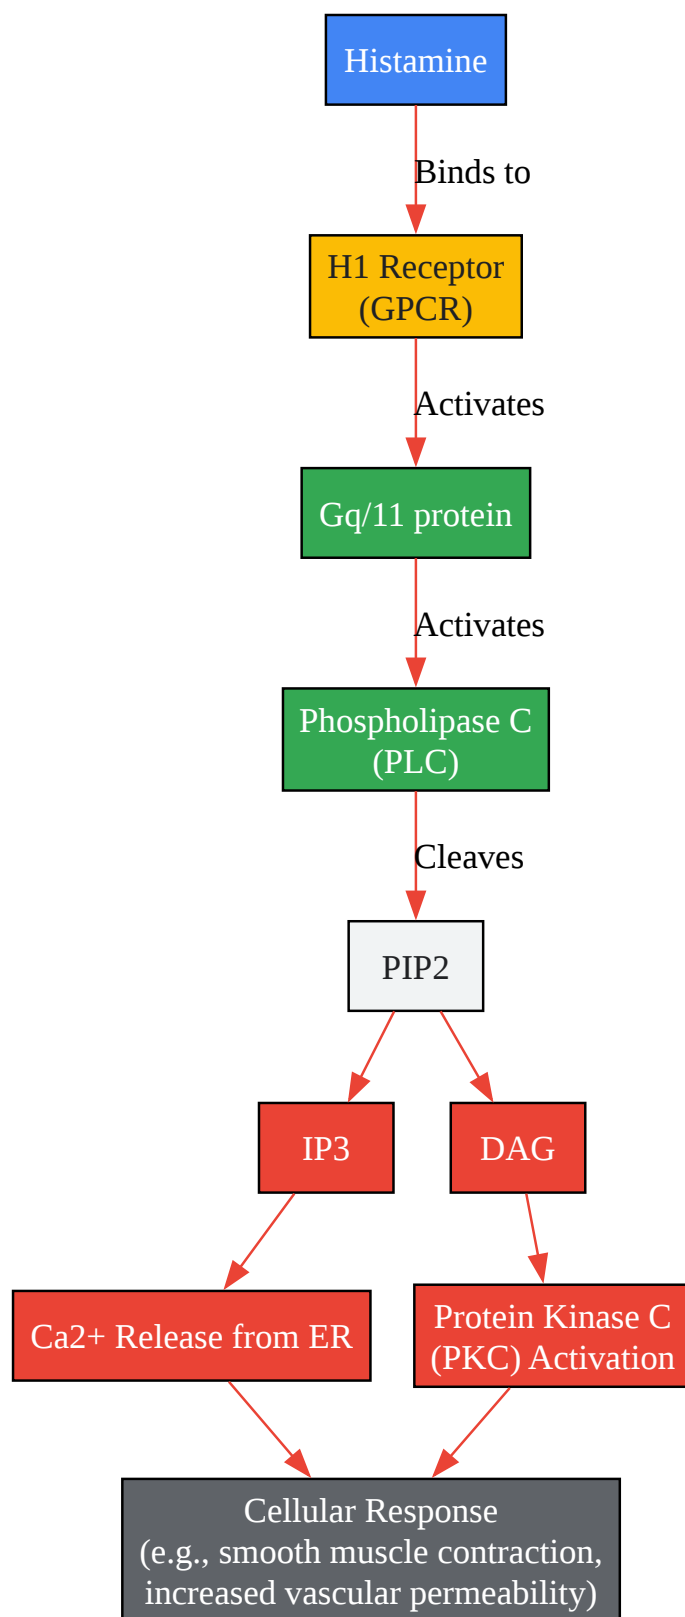 Histamine
Binds to
H1 Receptor
(GPCR)
Activates
Gq/11 protein
Activates
Phospholipase C
(PLC)
Cleaves
PIP2
IP3
DAG
Ca2+ Release from ER
Protein Kinase C
(PKC) Activation
Cellular Response
(e.g., smooth muscle contraction,
increased vascular permeability)